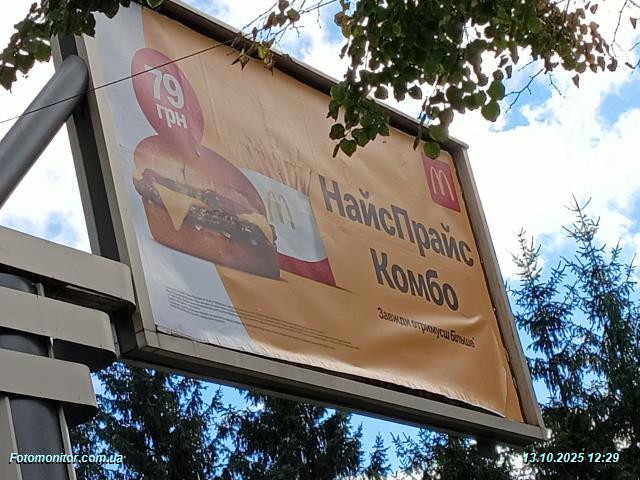 79
грн
НайсПрайс
Комбо
Завжди отримуєш більше
Fotomonitor.com.ua
13.10.2025 12:29